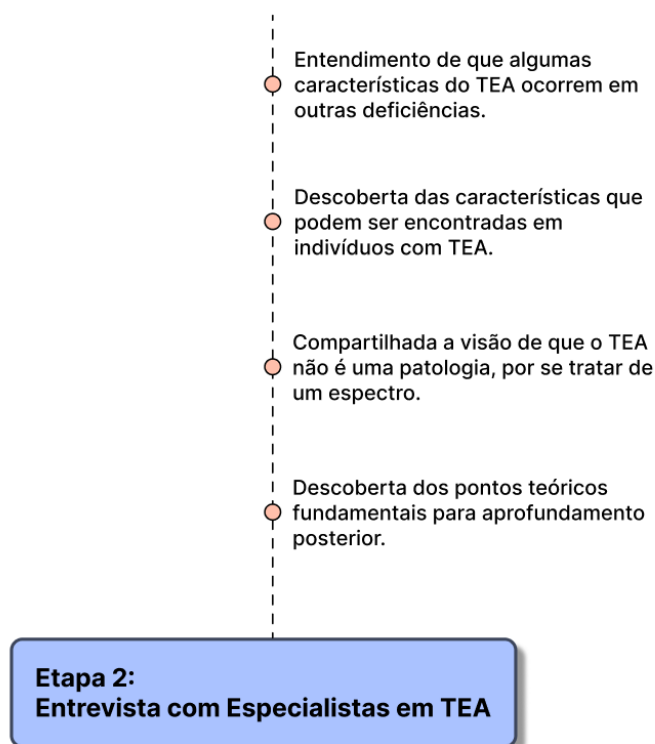 Entendimento de que algumas
características do TEA ocorrem em
outras deficiências.
Descoberta das características que
podem ser encontradas em
indivíduos com TEA.
Compartilhada a visão de que o TEA
não é uma patologia, por se tratar de
um espectro.
Descoberta dos pontos teóricos
fundamentais para aprofundamento
posterior.
Etapa 2:
Entrevista com Especialistas em TEA